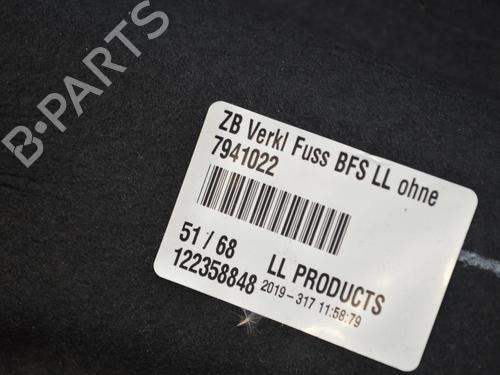 B-PARTS
ZB Verkl Fuss BFS LL ohne
7941022
51 / 68
LL PRODUCTS
122358848
2019-317 11:58:79